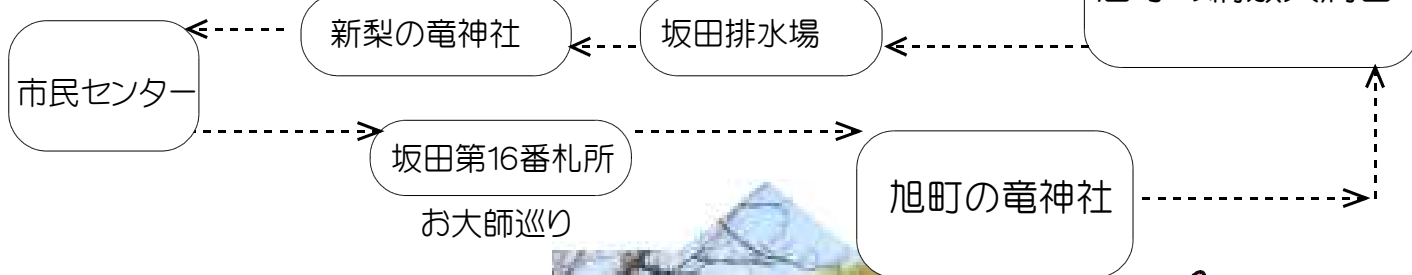 新梨の竜神社
坂田排水場
市民センター
坂田第16番札所
お大師巡り
旭町の竜神社